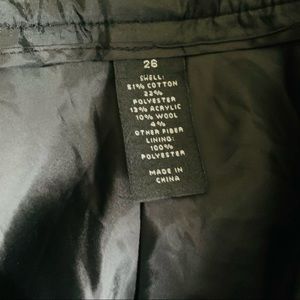 26
SHELL:
51% COTTON
22%
POLYESTER
13% ACRYLIC
10% WOOL
4%
OTHER FIBER
LINING:
100%
POLYESTER
MADE IN
CHINA